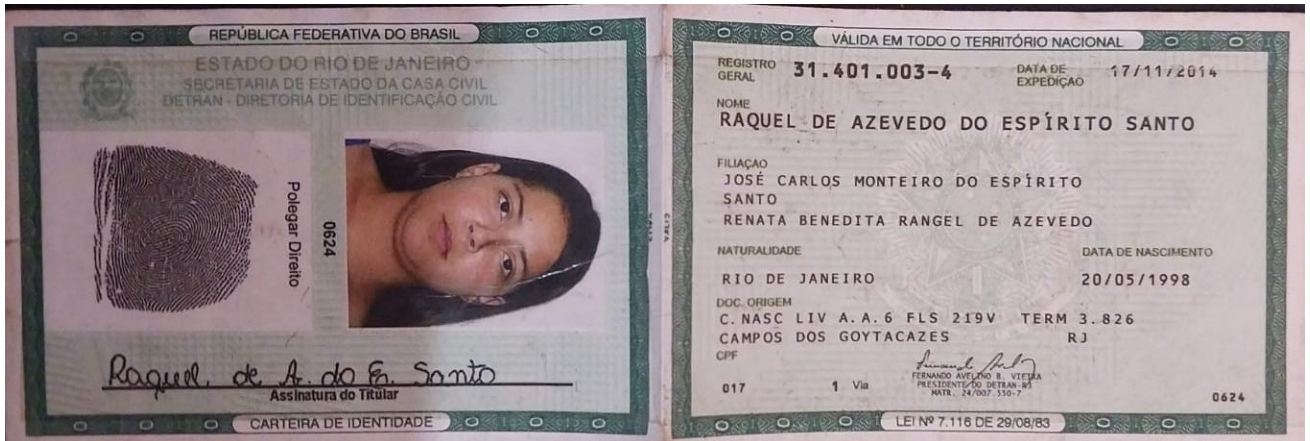 REPÚBLICA FEDERATIVA DO BRASIL
ESTADO DO RIO DE JANEIRO
SECRETARIA DE ESTADO DA CASA CIVIL
DETRAN - DIRETORIA DE IDENTIFICAÇÃO CIVIL
Polegar Direito
0624
Raquel de A. do E. Santo
Assinatura do Titular
CARTEIRA DE IDENTIDADE
VÁLIDA EM TODO O TERRITÓRIO NACIONAL
REGISTRO GERAL 31.401.003-4 DATA DE EXPEDIÇÃO 17/11/2014
NOME
RAQUEL DE AZEVEDO DO ESPÍRITO SANTO
FILIAÇÃO
JOSÉ CARLOS MONTEIRO DO ESPÍRITO
SANTO
RENATA BENEDITA RANGEL DE AZEVEDO
NATURALIDADE DATA DE NASCIMENTO
RIO DE JANEIRO 20/05/1998
DOC. ORIGEM
C. NASC LIV A.A.6 FLS 219V TERM 3.826
CAMPOS DOS GOYTACAZES RJ
CPF
FERNANDO AVELINO B. VIEIRA
PRESIDENTE DO DETRAN-RJ
MATR. 24/007.550-7
017 1 Via 0624
LEI Nº 7.116 DE 29/08/83